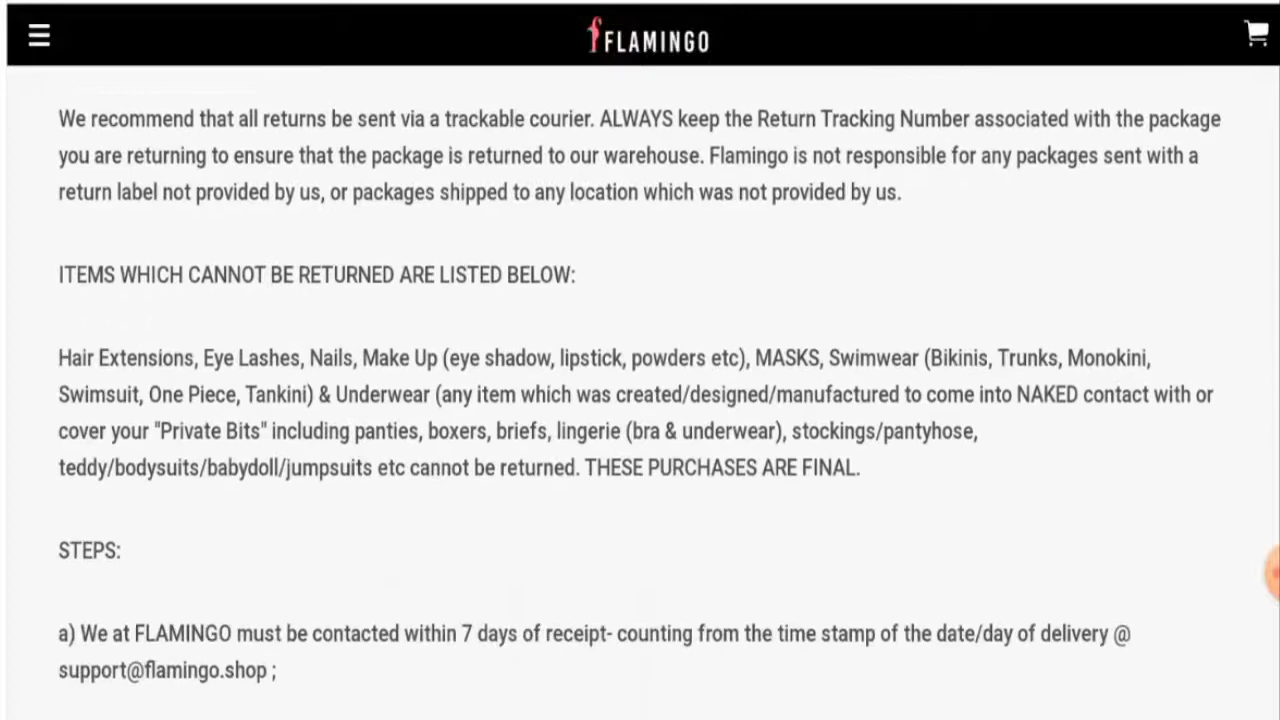 FLAMINGO
We recommend that all returns be sent via a trackable courier. ALWAYS keep the Return Tracking Number associated with the package
you are returning to ensure that the package is returned to our warehouse. Flamingo is not responsible for any packages sent with a
return label not provided by us, or packages shipped to any location which was not provided by us.
ITEMS WHICH CANNOT BE RETURNED ARE LISTED BELOW:
Hair Extensions, Eye Lashes, Nails, Make Up (eye shadow, lipstick, powders etc), MASKS, Swimwear (Bikinis, Trunks, Monokini,
Swimsuit, One Piece, Tankini) & Underwear (any item which was created/designed/manufactured to come into NAKED contact with or
cover your "Private Bits" including panties, boxers, briefs, lingerie (bra & underwear), stockings/pantyhose,
teddy/bodysuits/babydoll/jumpsuits etc cannot be returned. THESE PURCHASES ARE FINAL.
STEPS:
a) We at FLAMINGO must be contacted within 7 days of receipt- counting from the time stamp of the date/day of delivery @
support@flamingo.shop ;